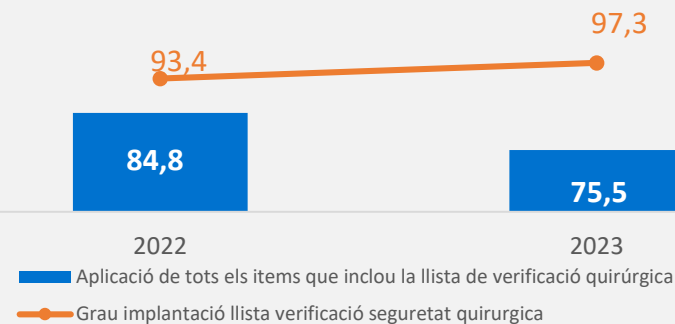 97,3
93,4
84,8
75,5
2022 2023
Aplicació de tots els items que inclou la llista de verificació quirúrgica
Grau implantació llista verificació seguretat quirurgica